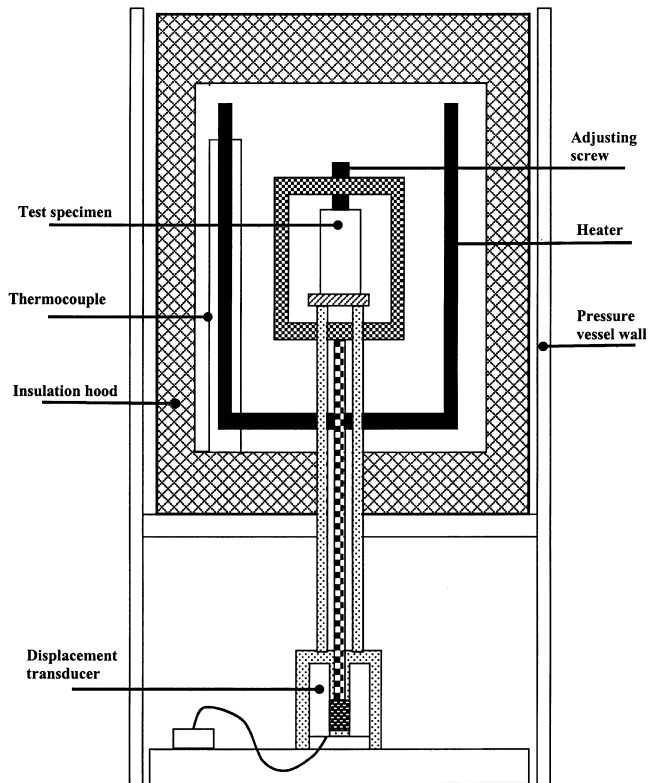 Adjusting
screw
Test specimen
Heater
Thermocouple
Pressure
vessel wall
Insulation hood
Displacement
transducer